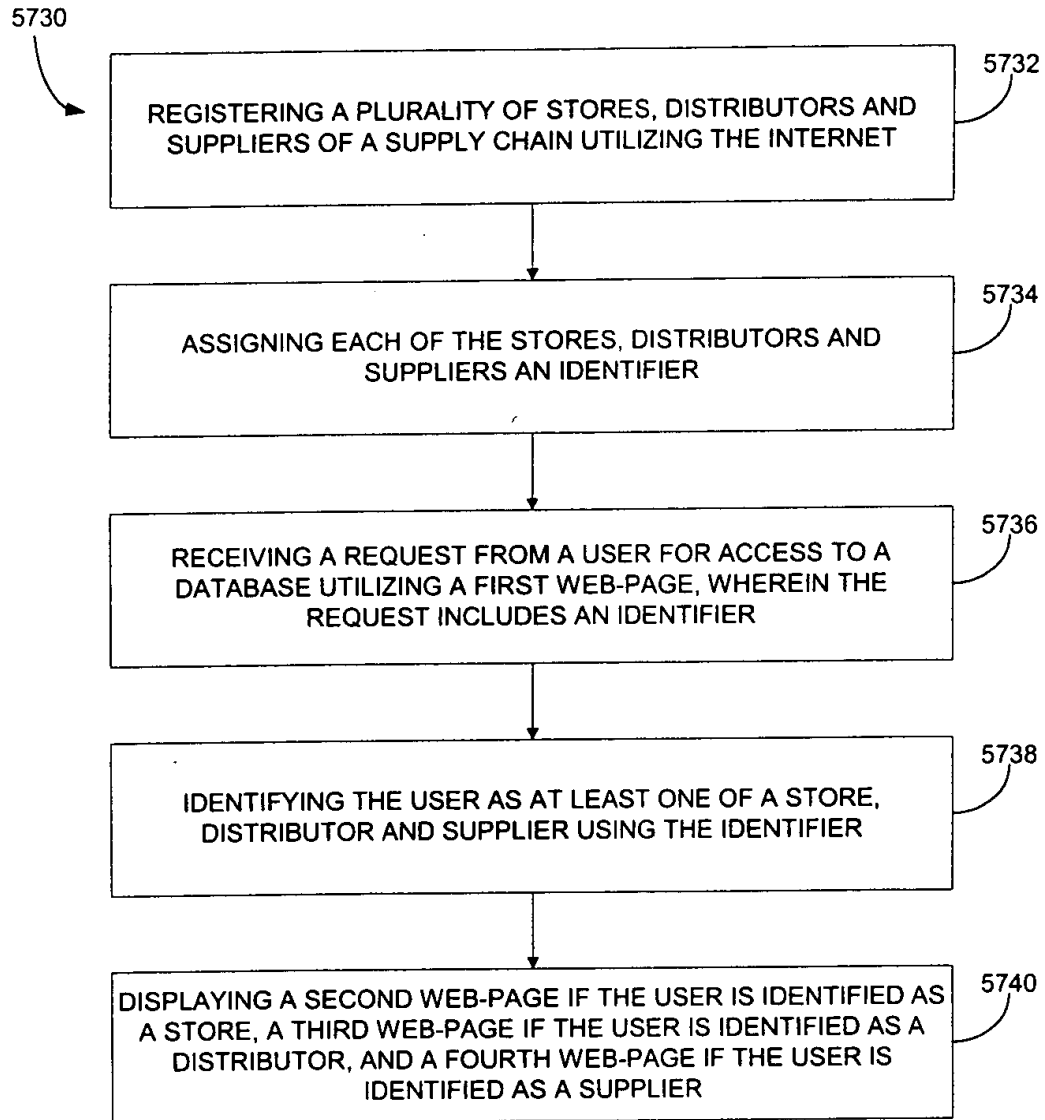 5730
5732
REGISTERING A PLURALITY OF STORES, DISTRIBUTORS AND
SUPPLIERS OF A SUPPLY CHAIN UTILIZING THE INTERNET
5734
ASSIGNING EACH OF THE STORES, DISTRIBUTORS AND
SUPPLIERS AN IDENTIFIER
5736
RECEIVING A REQUEST FROM A USER FOR ACCESS TO A
DATABASE UTILIZING A FIRST WEB-PAGE, WHEREIN THE
REQUEST INCLUDES AN IDENTIFIER
5738
IDENTIFYING THE USER AS AT LEAST ONE OF A STORE,
DISTRIBUTOR AND SUPPLIER USING THE IDENTIFIER
5740
DISPLAYING A SECOND WEB-PAGE IF THE USER IS IDENTIFIED AS
A STORE, A THIRD WEB-PAGE IF THE USER IS IDENTIFIED AS A
DISTRIBUTOR, AND A FOURTH WEB-PAGE IF THE USER IS
IDENTIFIED AS A SUPPLIER